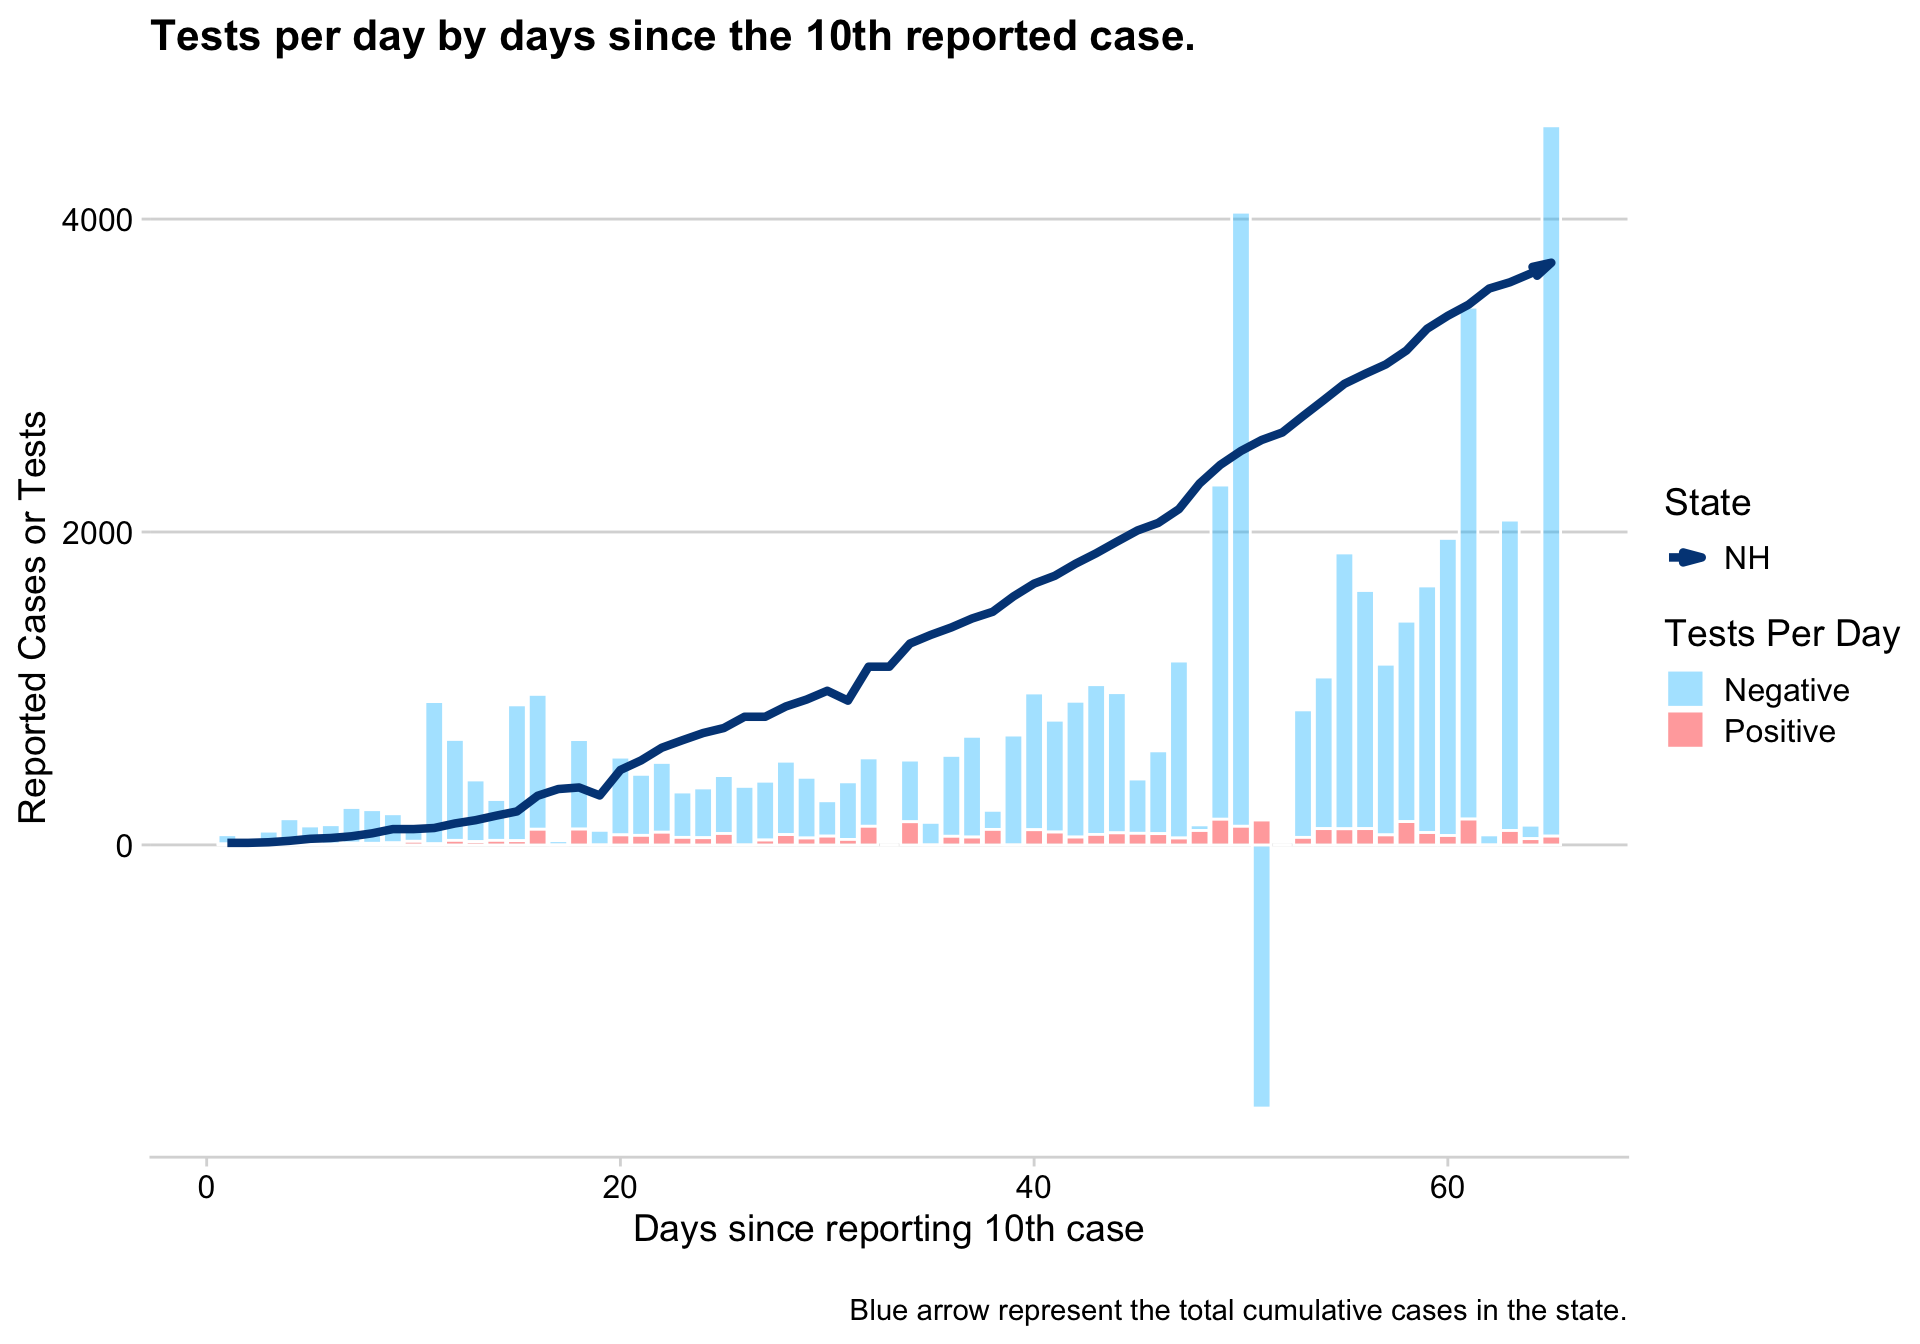 Tests per day by days since the 10th reported case.
Reported Cases or Tests
4000
2000
0
0
20
40
60
Days since reporting 10th case
State
NH
Tests Per Day
Negative
Positive
Blue arrow represent the total cumulative cases in the state.